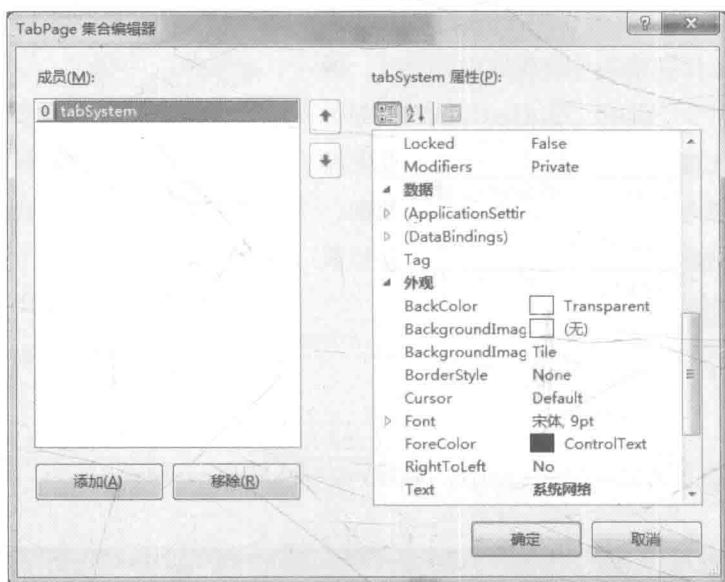 TabPage 集合编辑器
成员(M):
0 tabSystem
添加(A)
移除(R)
tabSystem 属性(P):
Locked False
Modifiers Private
数据
(ApplicationSettir
(DataBindings)
Tag
外观
BackColor Transparent
BackgroundImag (无)
BackgroundImag Tile
BorderStyle None
Cursor Default
Font 宋体, 9pt
ForeColor ControlText
RightToLeft No
Text 系统网络
确定
取消